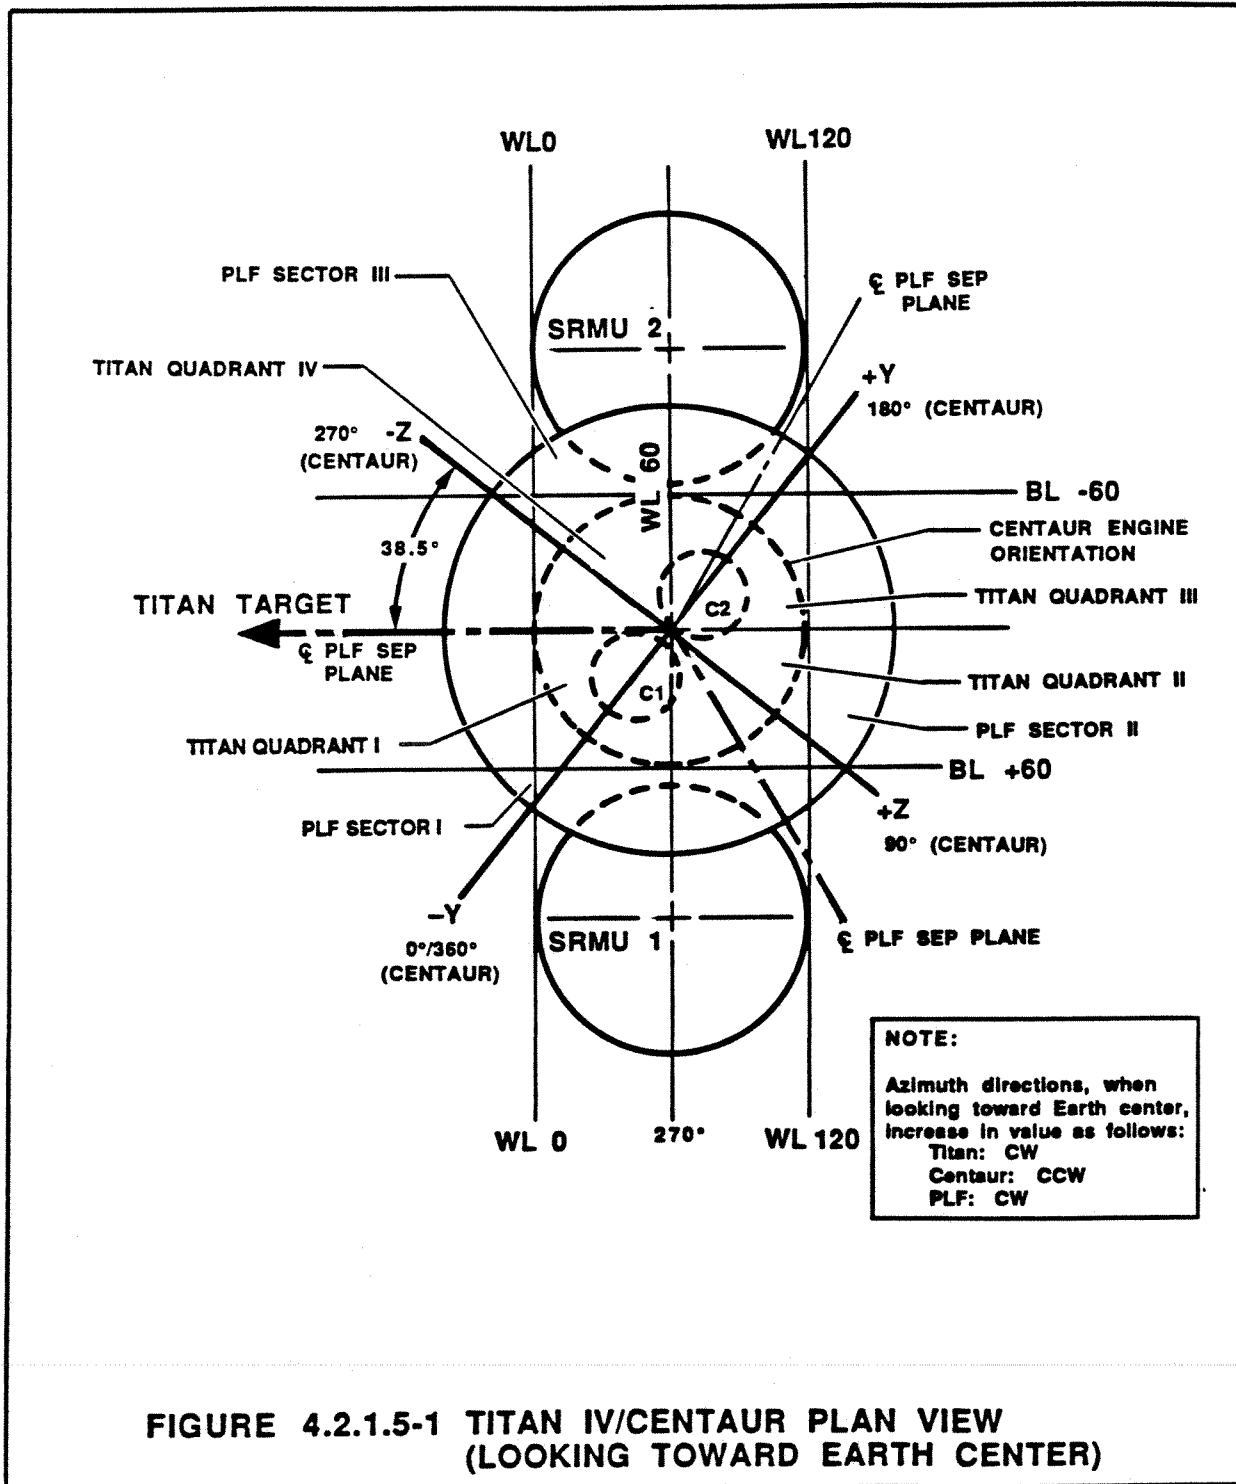 WL0
WL120
PLF SECTOR III
℄ PLF SEP
PLANE
SRMU 2
TITAN QUADRANT IV
+Y
180° (CENTAUR)
270° -Z
(CENTAUR)
WL 60
BL -60
38.5°
CENTAUR ENGINE
ORIENTATION
TITAN TARGET
C2
TITAN QUADRANT III
℄ PLF SEP
PLANE
C1
TITAN QUADRANT II
TITAN QUADRANT I
PLF SECTOR II
BL +60
PLF SECTOR I
+Z
90° (CENTAUR)
-Y
0°/360°
(CENTAUR)
SRMU 1
℄ PLF SEP PLANE
WL 0
270°
WL 120
NOTE:
Azimuth directions, when
looking toward Earth center,
increase in value as follows:
Titan: CW
Centaur: CCW
PLF: CW
FIGURE 4.2.1.5-1 TITAN IV/CENTAUR PLAN VIEW
(LOOKING TOWARD EARTH CENTER)